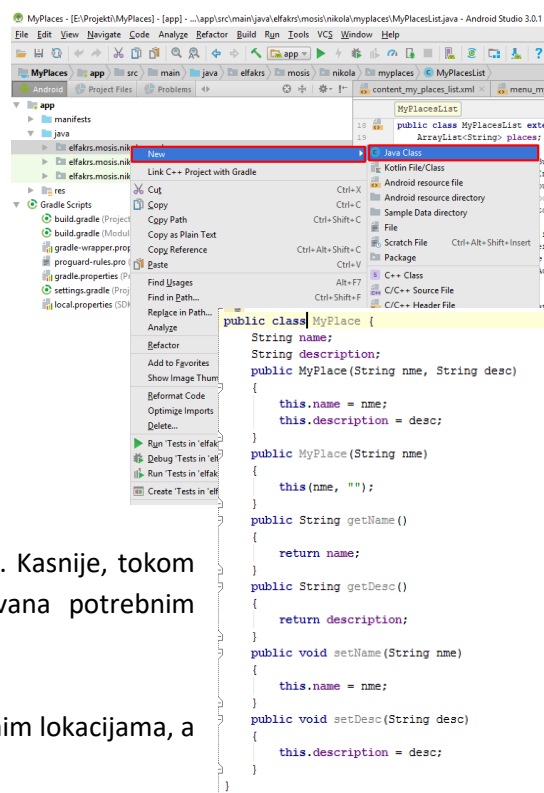 MyPlaces - [E:\Projekti\MyPlaces] - [app] - ...\app\src\main\java\elfakrs\mosis\nikola\myplaces\MyPlacesList.java - Android Studio 3.0.1
File Edit View Navigate Code Analyze Refactor Build Run Tools VCS Window Help
app
MyPlaces app src main java elfakrs mosis nikola myplaces MyPlacesList
Android Project Files Problems
content_my_places_list.xml
app
manifests
java
elfakrs.mosis.nik
elfakrs.mosis.nik
elfakrs.mosis.nik
res
Gradle Scripts
build.gradle (Project
build.gradle (Modul
gradle-wrapper.prop
proguard-rules.pro (
gradle.properties (Pr
settings.gradle (Proj
local.properties (SDK
New
Link C++ Project with Gradle
Cut Ctrl+X
Copy Ctrl+C
Copy Path Ctrl+Shift+C
Copy as Plain Text
Copy Reference Ctrl+Alt+Shift+C
Paste Ctrl+V
Find Usages Alt+F7
Find in Path... Ctrl+Shift+F
Replace in Path...
Analyze
Refactor
Add to Favorites
Show Image Thum
Reformat Code
Optimize Imports
Delete...
Run 'Tests in 'elfak
Debug 'Tests in 'elfak
Run 'Tests in 'elfak
Create 'Tests in 'elf
MyPlacesList
18 public class MyPlacesList exte
19 ArrayList<String> places;
Java Class
Kotlin File/Class
Android resource file
Android resource directory
Sample Data directory
File
Scratch File Ctrl+Alt+Shift+Insert
Package
C++ Class
C/C++ Source File
C/C++ Header File
public class MyPlace {
String name;
String description;
public MyPlace(String nme, String desc)
{
this.name = nme;
this.description = desc;
}
public MyPlace(String nme)
{
this(nme, "");
}
public String getName()
{
return name;
}
public String getDesc()
{
return description;
}
public void setName(String nme)
{
this.name = nme;
}
public void setDesc(String desc)
{
this.description = desc;
}
}
. Kasnije, tokom
vana potrebnim
nim lokacijama, a